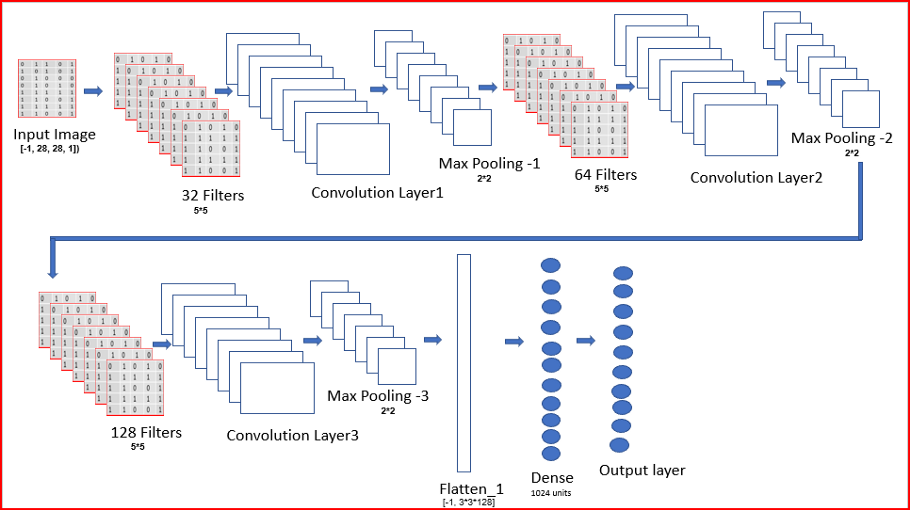 Input Image
[-1, 28, 28, 1])
32 Filters
5*5
Convolution Layer1
Max Pooling -1
2*2
64 Filters
5*5
Convolution Layer2
Max Pooling -2
2*2
128 Filters
5*5
Convolution Layer3
Max Pooling -3
2*2
Flatten_1
[-1, 3*3*128]
Dense
1024 units
Output layer